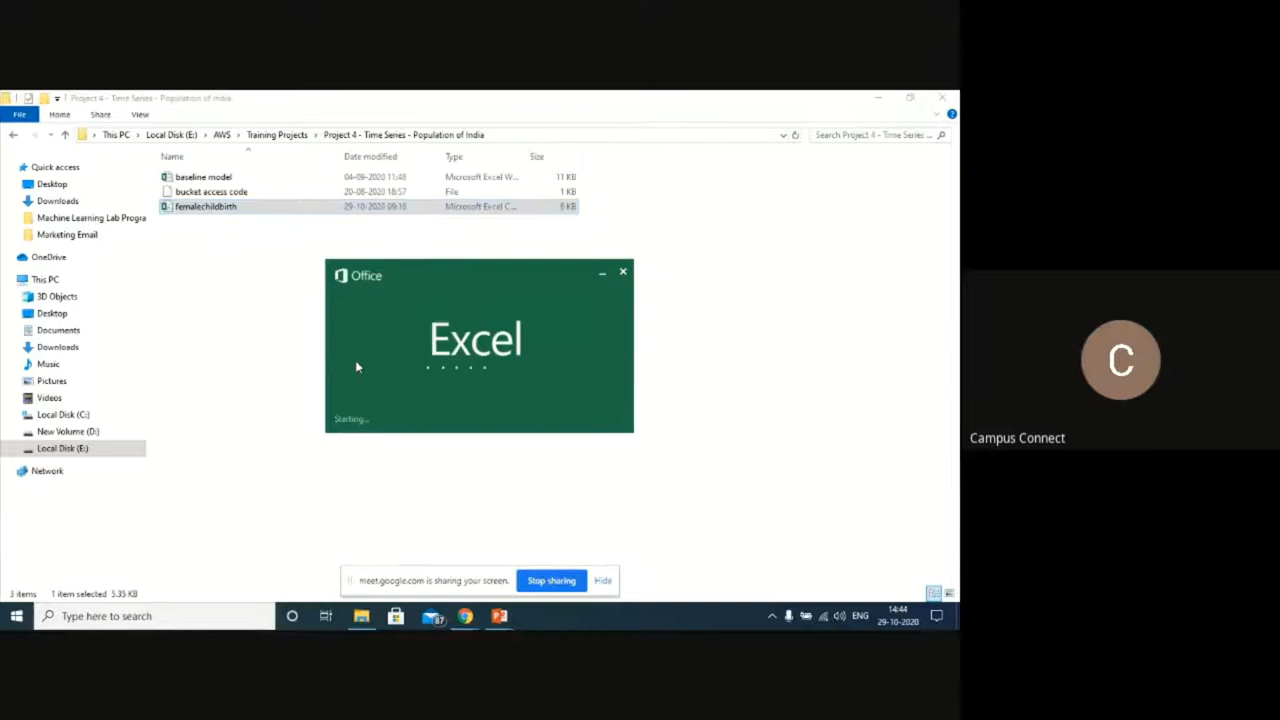 Project 4 - Time Series - Population of India
File Home Share View
This PC Local Disk (E:) AWS Training Projects Project 4 - Time Series - Population of India Search Project 4 - Time Series - ...
Name Date modified Type Size
baseline model 04-09-2020 11:48 Microsoft Excel W... 11 KB
bucket access code 20-08-2020 18:57 File 1 KB
femalechildbirth 29-10-2020 09:16 Microsoft Excel C... 6 KB
Quick access
Desktop
Downloads
Machine Learning Lab Progra
Marketing Email
OneDrive
This PC
3D Objects
Desktop
Documents
Downloads
Music
Pictures
Videos
Local Disk (C:)
New Volume (D:)
Local Disk (E:)
Network
Office
Excel
Starting...
C
Campus Connect
meet.google.com is sharing your screen. Stop sharing Hide
3 items 1 item selected 5.35 KB
Type here to search
87
ENG
14:44
29-10-2020